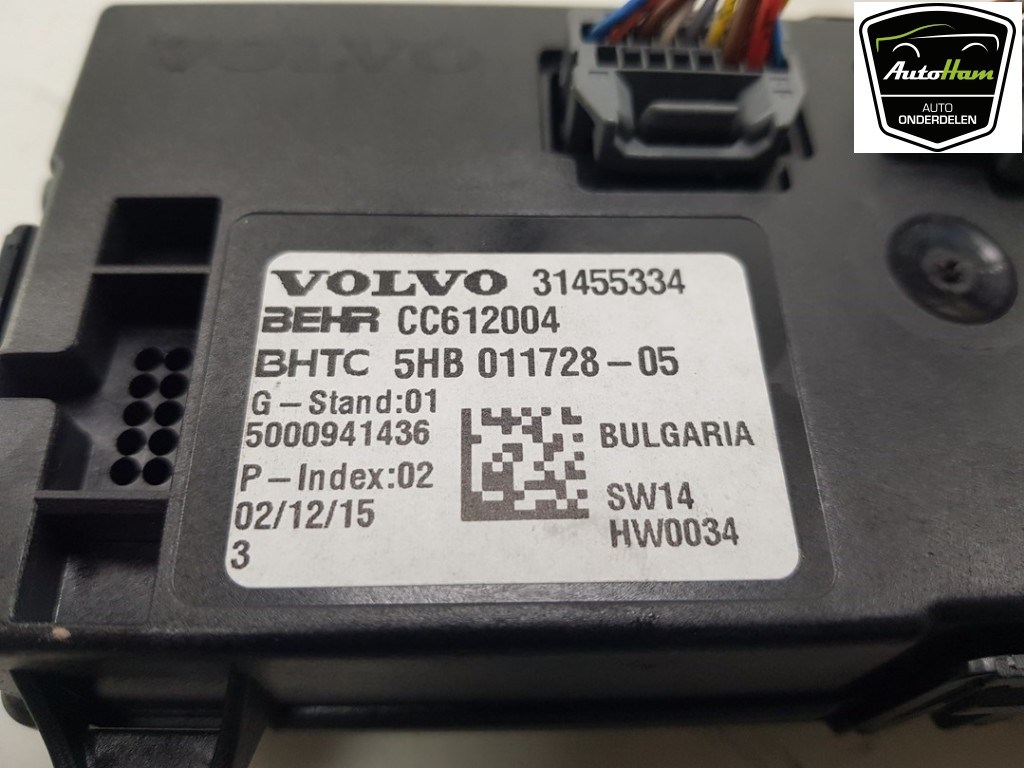 VOLVO
AutoHam
AUTO
ONDERDELEN
VOLVO 31455334
BEHR CC612004
BHTC 5HB 011728-05
G-Stand:01
5000941436
BULGARIA
P-Index:02
SW14
02/12/15
HW0034
3